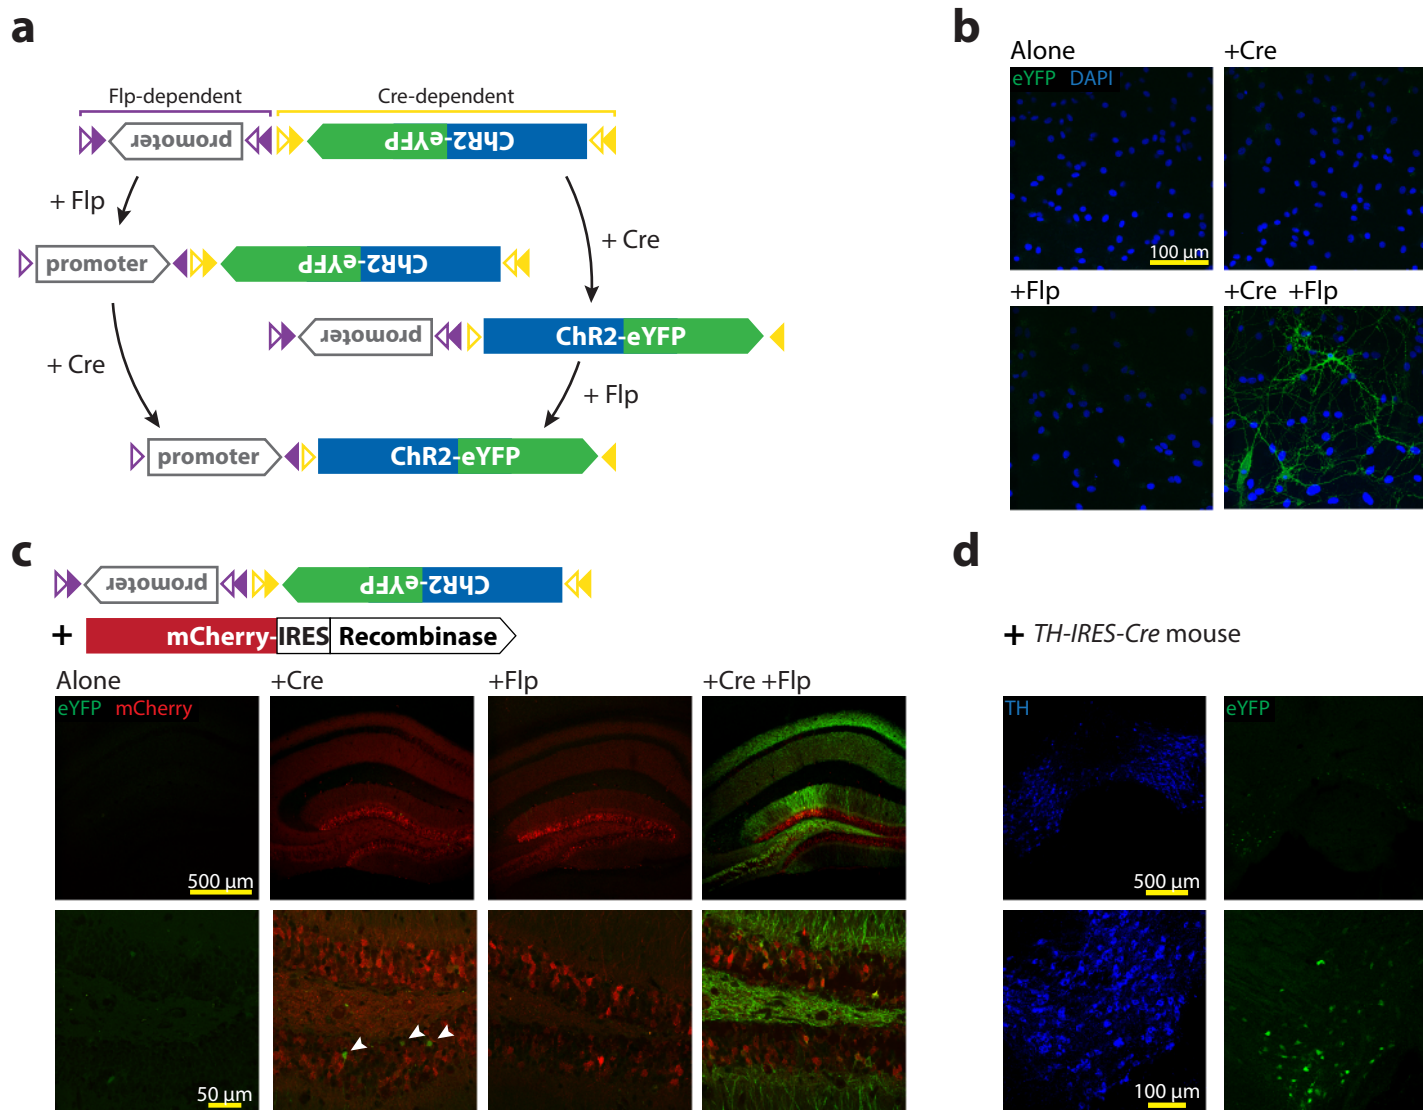 a
Flp-dependent
Cre-dependent
promoter
ChR2-eYFP
+ Flp
+ Cre
promoter
ChR2-eYFP
promoter
ChR2-eYFP
+ Cre
+ Flp
promoter
ChR2-eYFP
b
Alone
+Cre
eYFP DAPI
100 µm
+Flp
+Cre +Flp
c
promoter
ChR2-eYFP
+ mCherry-IRES Recombinase
Alone
+Cre
+Flp
+Cre +Flp
eYFP mCherry
500 µm
50 µm
d
+ TH-IRES-Cre mouse
TH
eYFP
500 µm
100 µm